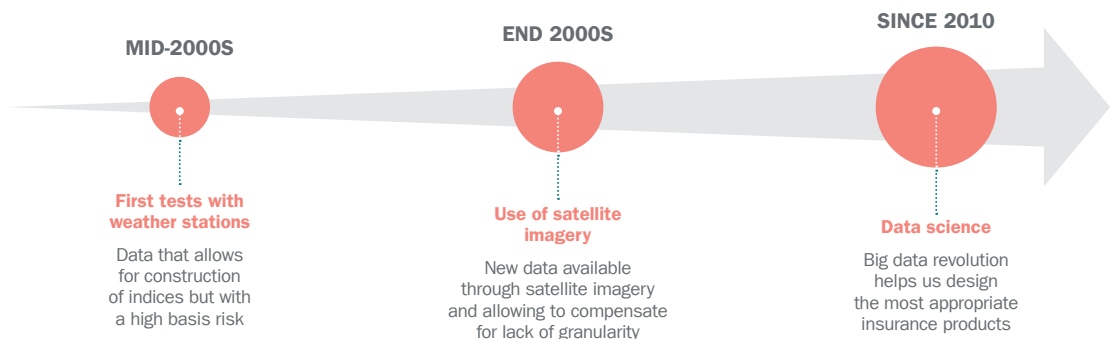 MID-2000S
First tests with
weather stations
Data that allows
for construction
of indices but with
a high basis risk
END 2000S
Use of satellite
imagery
New data available
through satellite imagery
and allowing to compensate
for lack of granularity
SINCE 2010
Data science
Big data revolution
helps us design
the most appropriate
insurance products